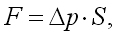 F = Δp · S,